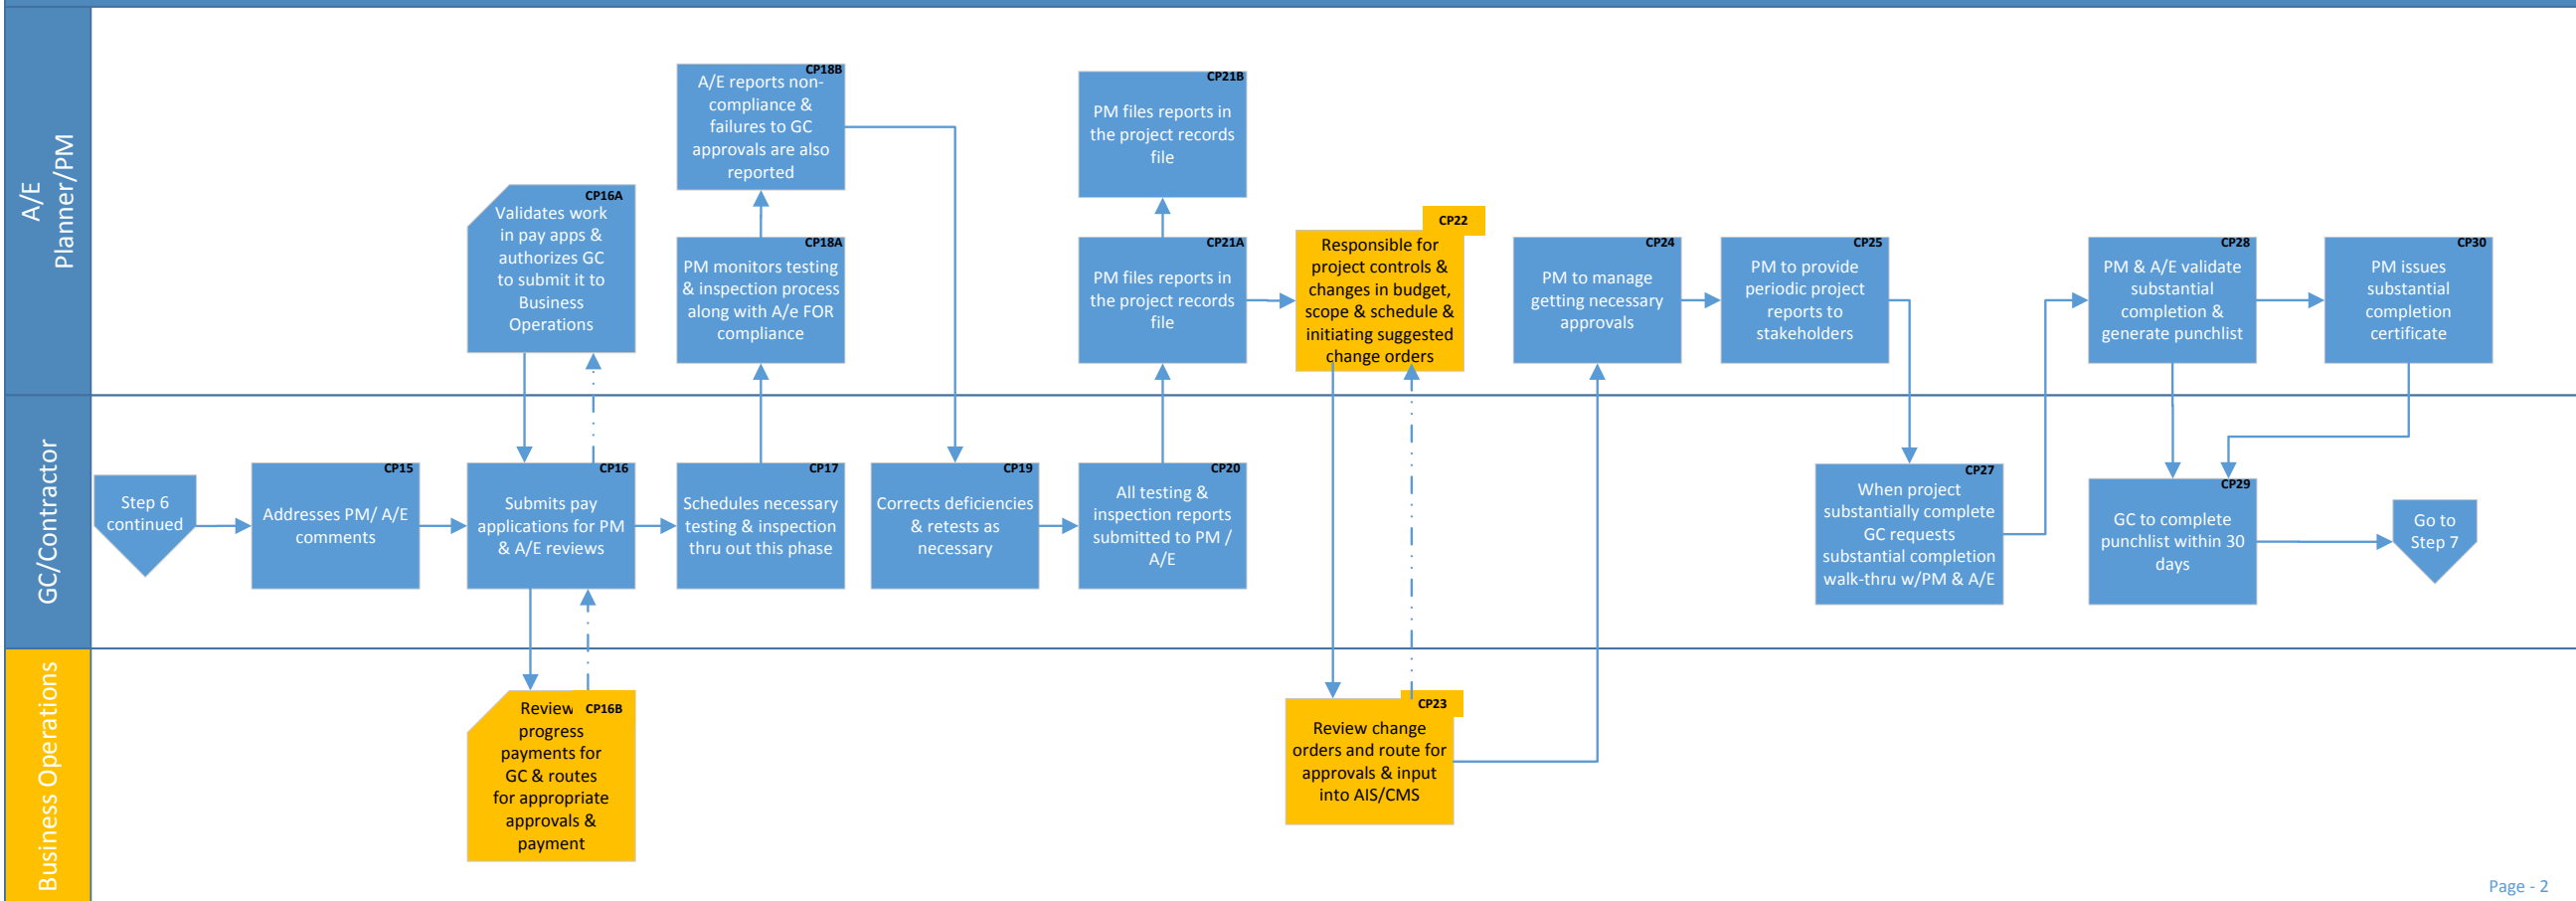 A/E
Planner/PM
CP16A
Validates work
in pay apps &
authorizes GC
to submit it to
Business
Operations
CP18B
A/E reports non-
compliance &
failures to GC
approvals are also
reported
CP18A
PM monitors testing
& inspection process
along with A/e FOR
compliance
CP21B
PM files reports in
the project records
file
CP21A
PM files reports in
the project records
file
CP22
Responsible for
project controls &
changes in budget,
scope & schedule &
initiating suggested
change orders
CP24
PM to manage
getting necessary
approvals
CP25
PM to provide
periodic project
reports to
stakeholders
CP28
PM & A/E validate
substantial
completion &
generate punchlist
CP30
PM issues
substantial
completion
certificate
GC/Contractor
Step 6
continued
CP15
Addresses PM/ A/E
comments
CP16
Submits pay
applications for PM
& A/E reviews
CP17
Schedules necessary
testing & inspection
thru out this phase
CP19
Corrects deficiencies
& retests as
necessary
CP20
All testing &
inspection reports
submitted to PM /
A/E
CP27
When project
substantially complete
GC requests
substantial completion
walk-thru w/PM & A/E
CP29
GC to complete
punchlist within 30
days
Go to
Step 7
Business Operations
CP16B
Review
progress
payments for
GC & routes
for appropriate
approvals &
payment
CP23
Review change
orders and route for
approvals & input
into AIS/CMS
Page - 2